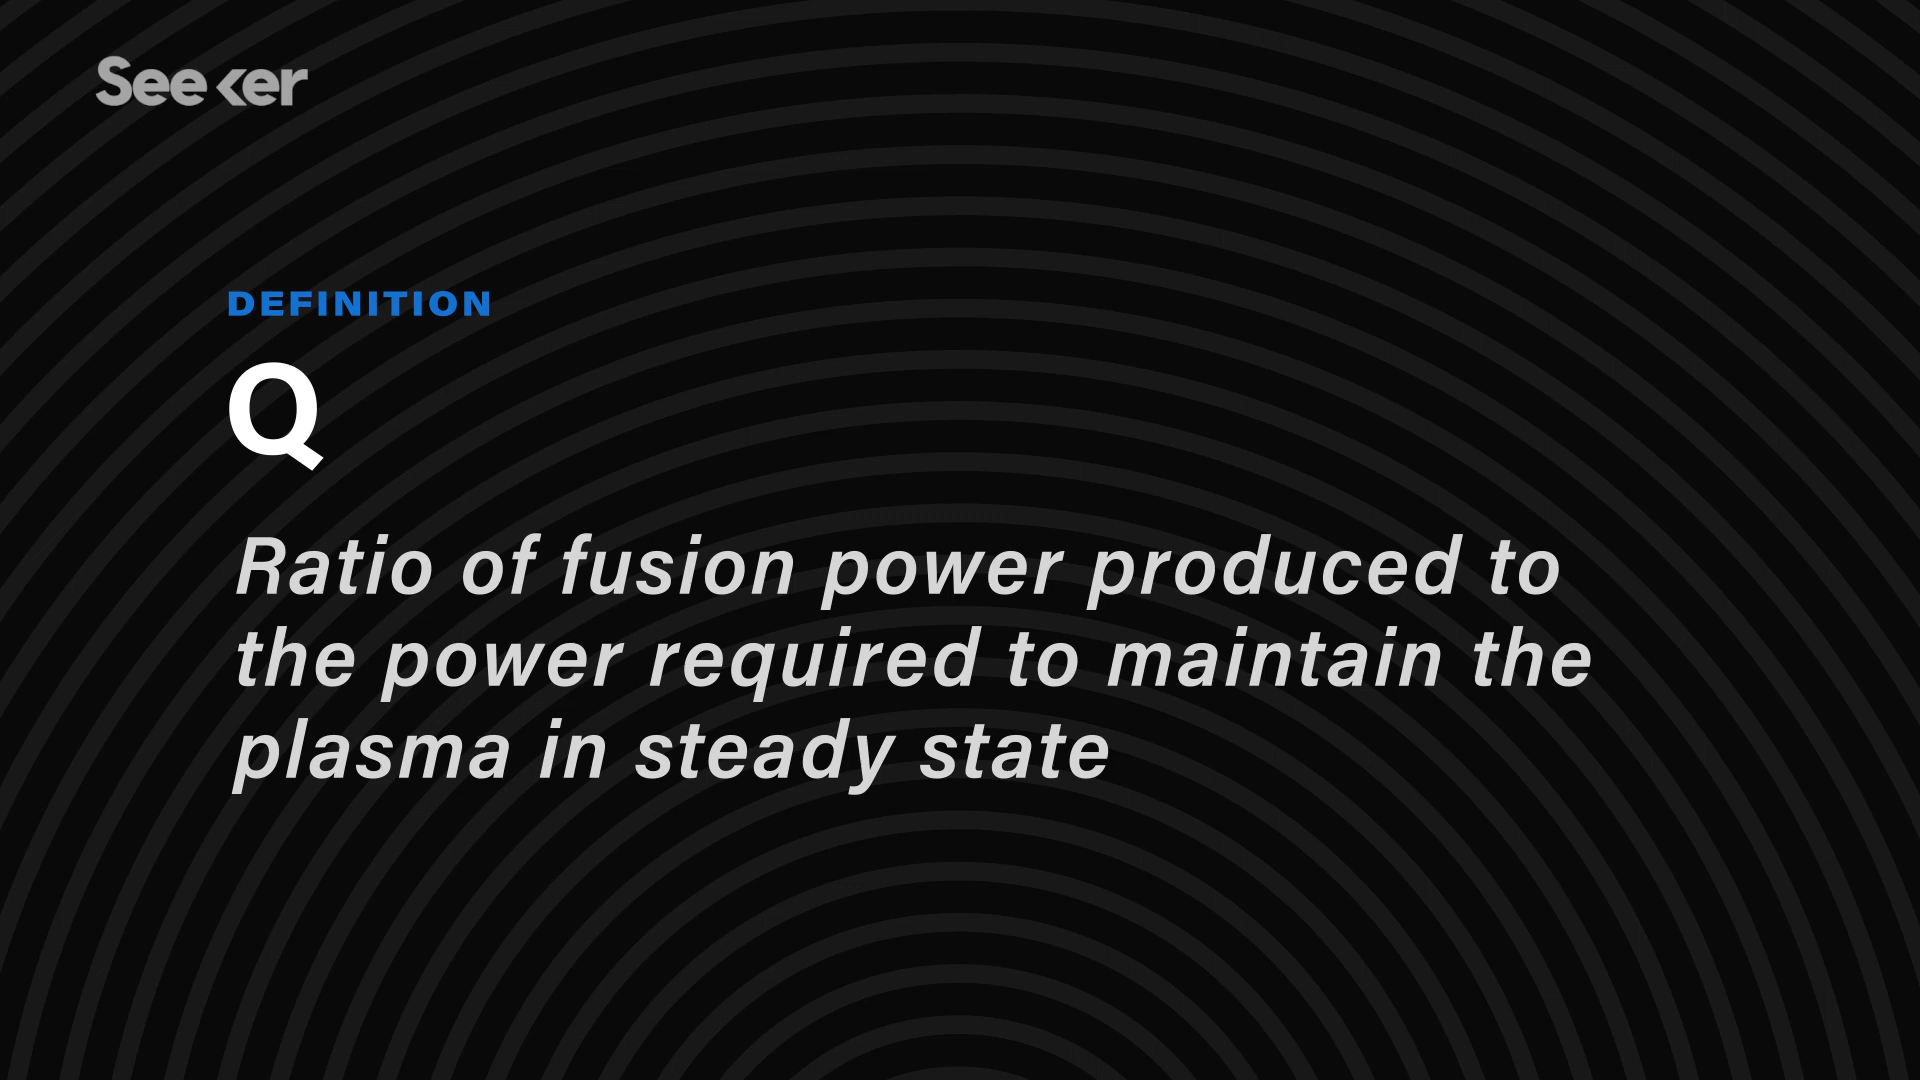 Seeker
DEFINITION
Q
Ratio of fusion power produced to
the power required to maintain the
plasma in steady state